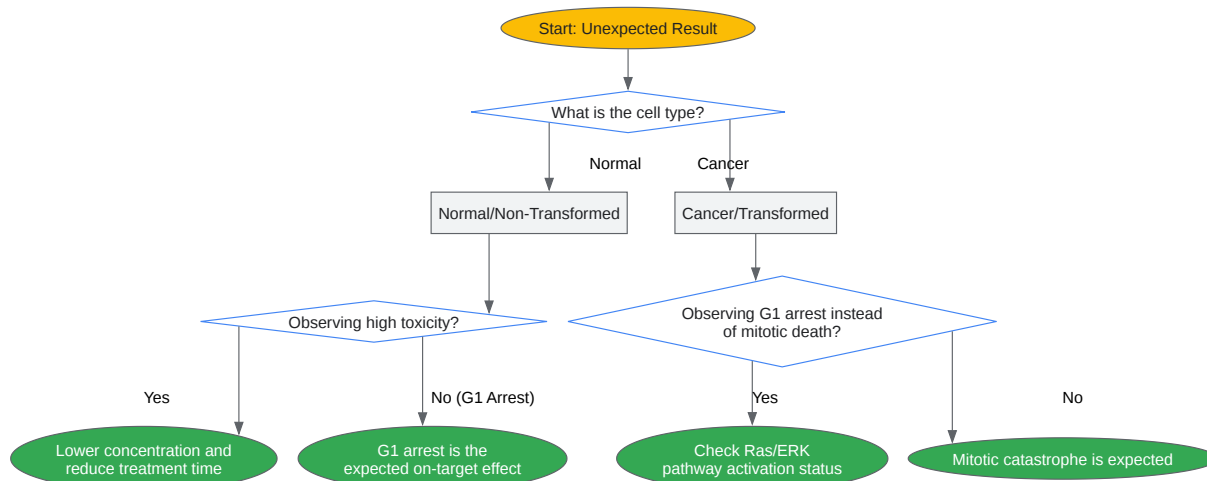 Start: Unexpected Result
What is the cell type?
Normal
Cancer
Normal/Non-Transformed
Cancer/Transformed
Observing high toxicity?
Observing G1 arrest instead
of mitotic death?
Yes
No (G1 Arrest)
Yes
No
Lower concentration and
reduce treatment time
G1 arrest is the
expected on-target effect
Check Ras/ERK
pathway activation status
Mitotic catastrophe is expected